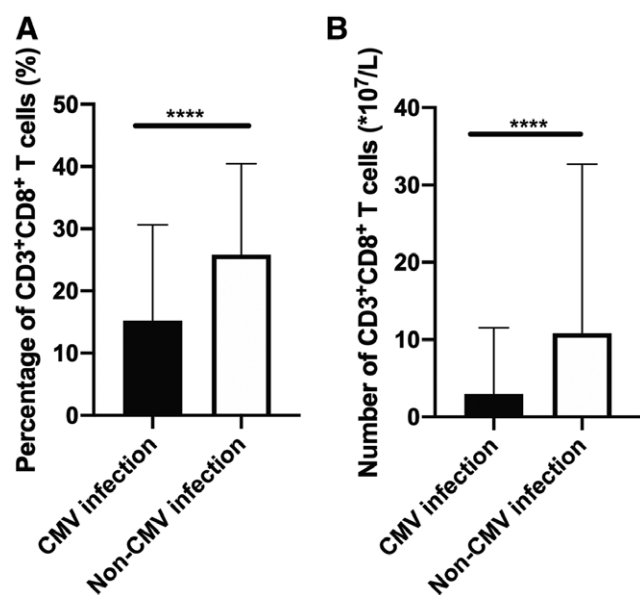 A
Percentage of CD3⁺CD8⁺ T cells (%)
50
40
30
20
10
0
****
CMV infection
Non-CMV infection
B
Number of CD3⁺CD8⁺ T cells (*10⁷/L)
40
30
20
10
0
****
CMV infection
Non-CMV infection